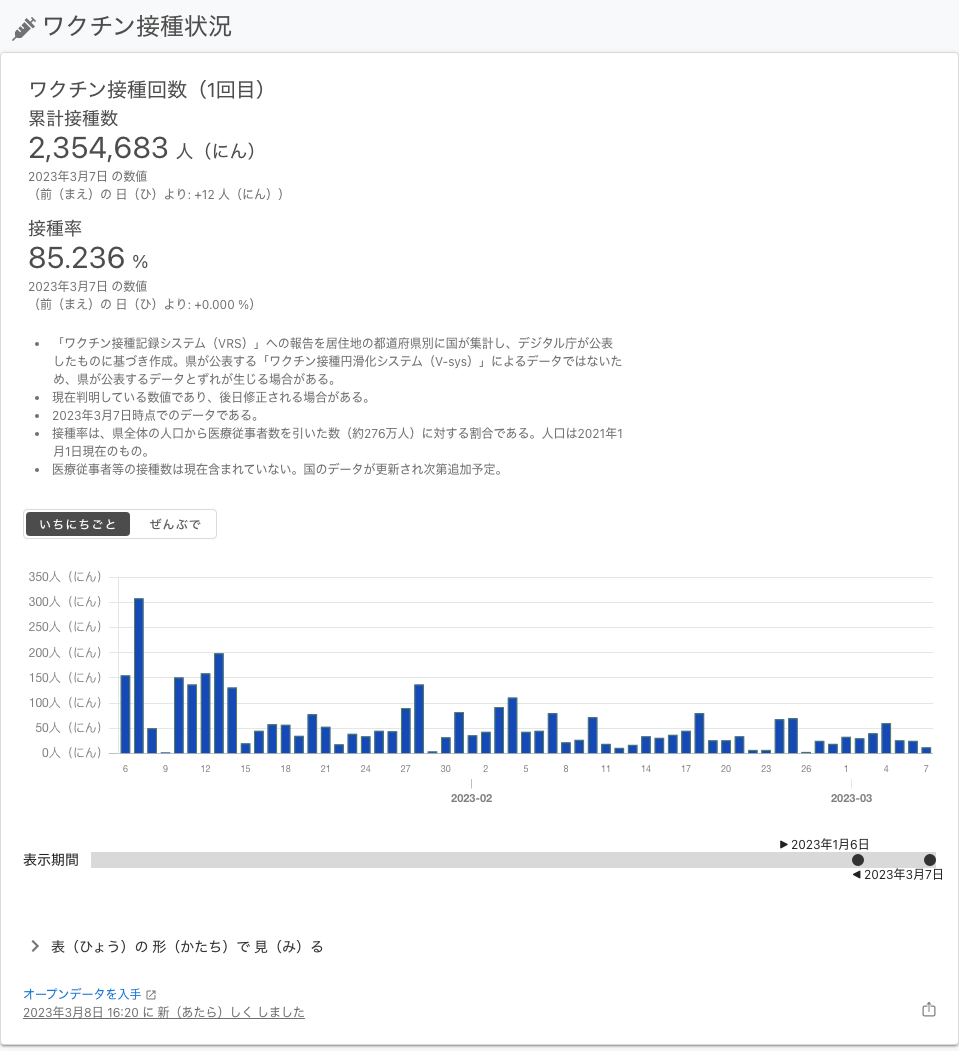 ワクチン接種状況
ワクチン接種回数（1回目）
累計接種数
2,354,683 人（にん）
2023年3月7日 の数値
（前（まえ）の 日（ひ）より: +12 人（にん））
接種率
85.236 %
2023年3月7日 の数値
（前（まえ）の 日（ひ）より: +0.000 %）
• 「ワクチン接種記録システム（VRS）」への報告を居住地の都道府県別に国が集計し、デジタル庁が公表
したものに基づき作成。県が公表する「ワクチン接種円滑化システム（V-sys）」によるデータではないた
め、県が公表するデータとずれが生じる場合がある。
• 現在判明している数値であり、後日修正される場合がある。
• 2023年3月7日時点でのデータである。
• 接種率は、県全体の人口から医療従事者数を引いた数（約276万人）に対する割合である。人口は2021年1
月1日現在のもの。
• 医療従事者等の接種数は現在含まれていない。国のデータが更新され次第追加予定。
いちにちごと ぜんぶで
350人（にん）
300人（にん）
250人（にん）
200人（にん）
150人（にん）
100人（にん）
50人（にん）
0人（にん）
6 9 12 15 18 21 24 27 30 2 5 8 11 14 17 20 23 26 1 4 7
2023-02 2023-03
▶ 2023年1月6日
表示期間
◀ 2023年3月7日
表（ひょう）の 形（かたち）で 見（み）る
オープンデータを入手
2023年3月8日 16:20 に 新（あたら）しく しました